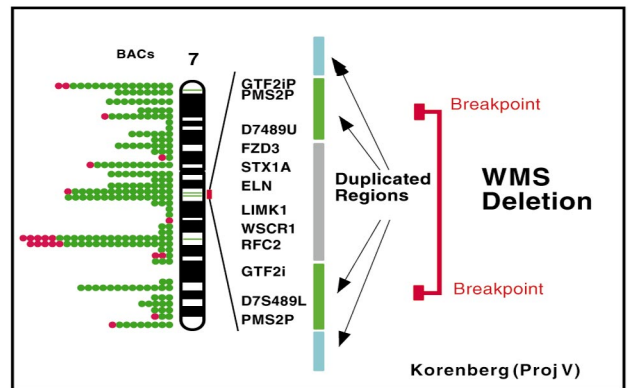 BACs
7
GTF2iP
PMS2P
D7489U
FZD3
STX1A
ELN
LIMK1
WSCR1
RFC2
GTF2i
D7S489L
PMS2P
Duplicated
Regions
Breakpoint
WMS
Deletion
Breakpoint
Korenberg (Proj V)